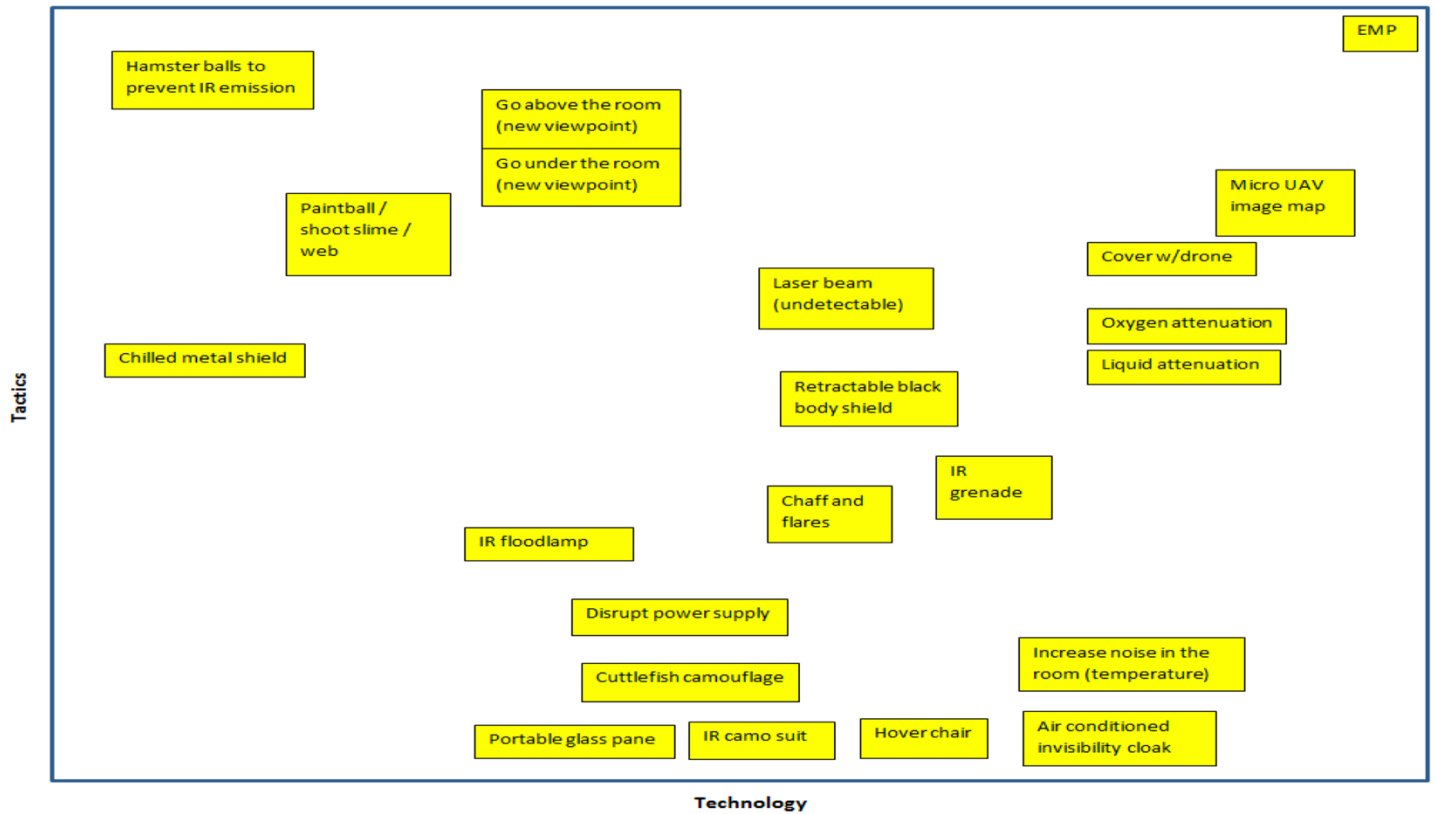 EMP
Hamster balls to
prevent IR emission
Go above the room
(new viewpoint)
Go under the room
(new viewpoint)
Micro UAV
image map
Paintball /
shoot slime /
web
Cover w/drone
Laser beam
(undetectable)
Oxygen attenuation
Chilled metal shield
Liquid attenuation
Retractable black
body shield
Tactics
IR
grenade
Chaff and
flares
IR floodlamp
Disrupt power supply
Increase noise in the
room (temperature)
Cuttlefish camouflage
Portable glass pane
IR camo suit
Hover chair
Air conditioned
invisibility cloak
Technology